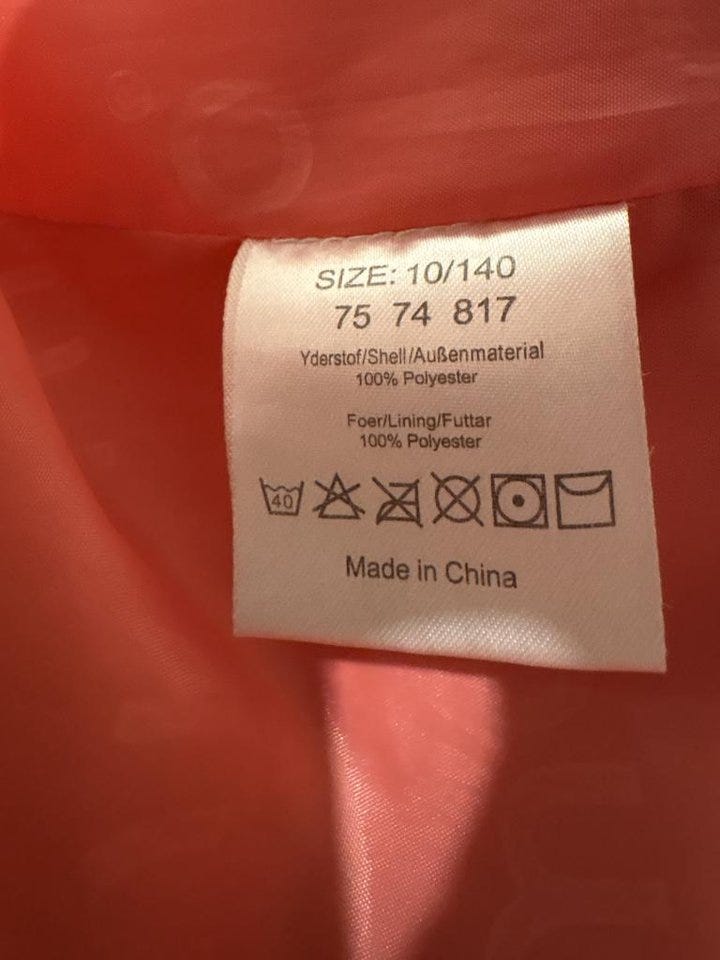 SIZE: 10/140
75 74 817
Yderstof/Shell/Außenmaterial
100% Polyester
Foer/Lining/Futtar
100% Polyester
40
Made in China